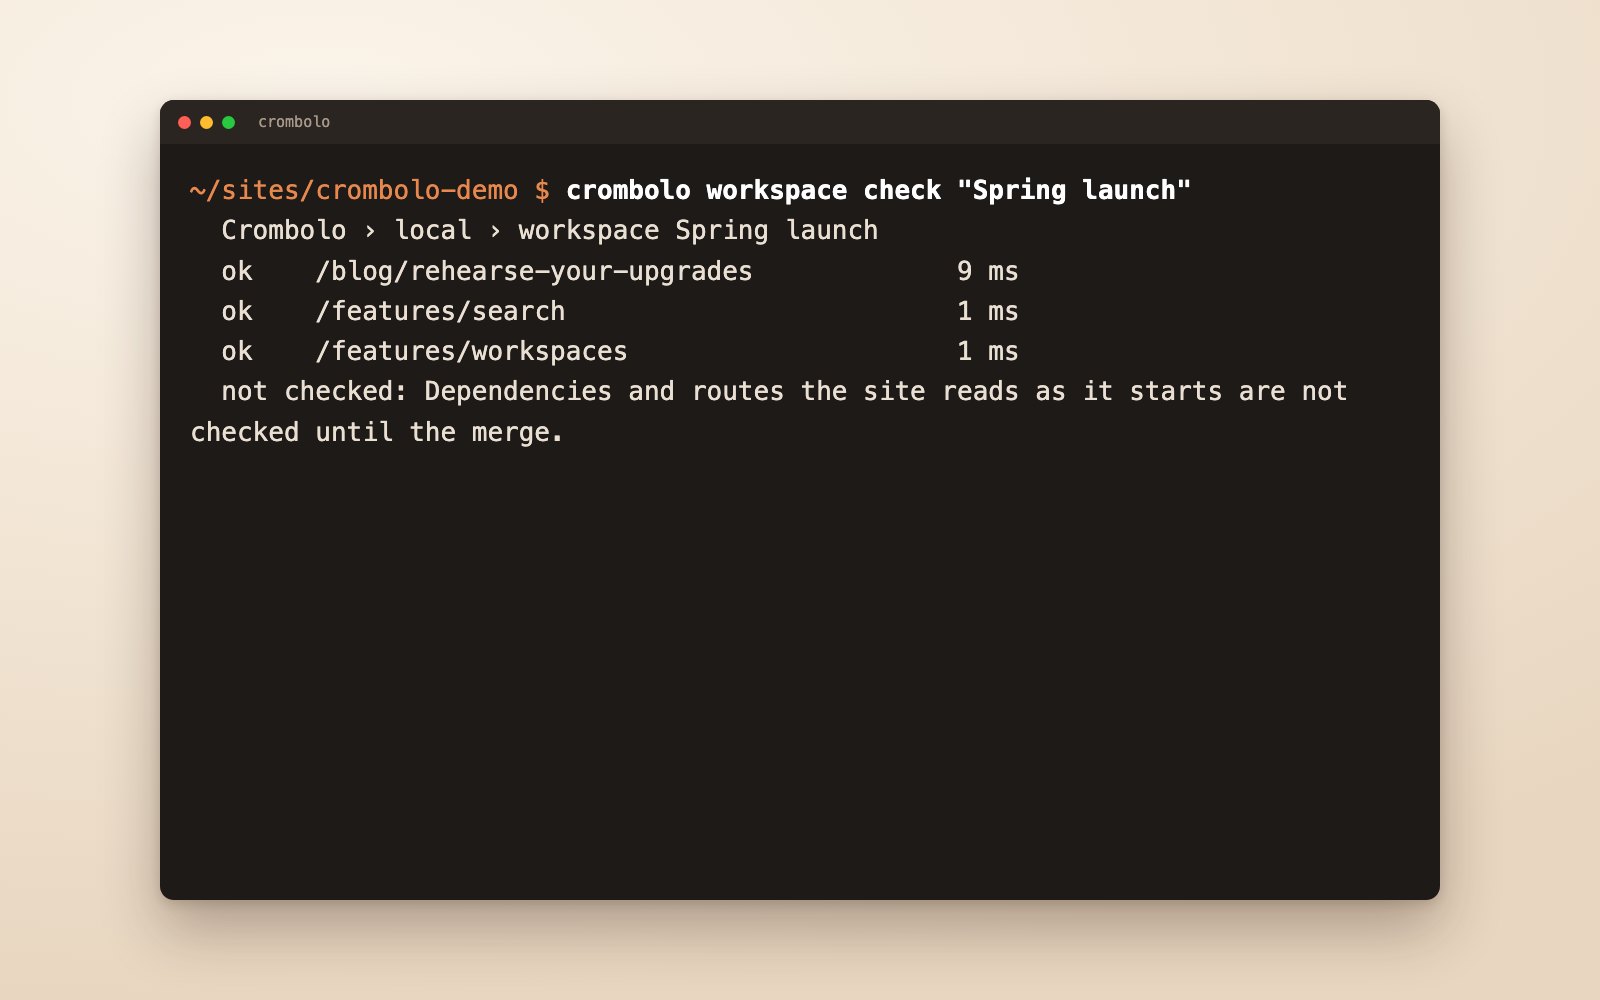 crombolo
~/sites/crombolo-demo $ crombolo workspace check "Spring launch"
Crombolo › local › workspace Spring launch
ok    /blog/rehearse-your-upgrades             9 ms
ok    /features/search                         1 ms
ok    /features/workspaces                     1 ms
not checked: Dependencies and routes the site reads as it starts are not
checked until the merge.